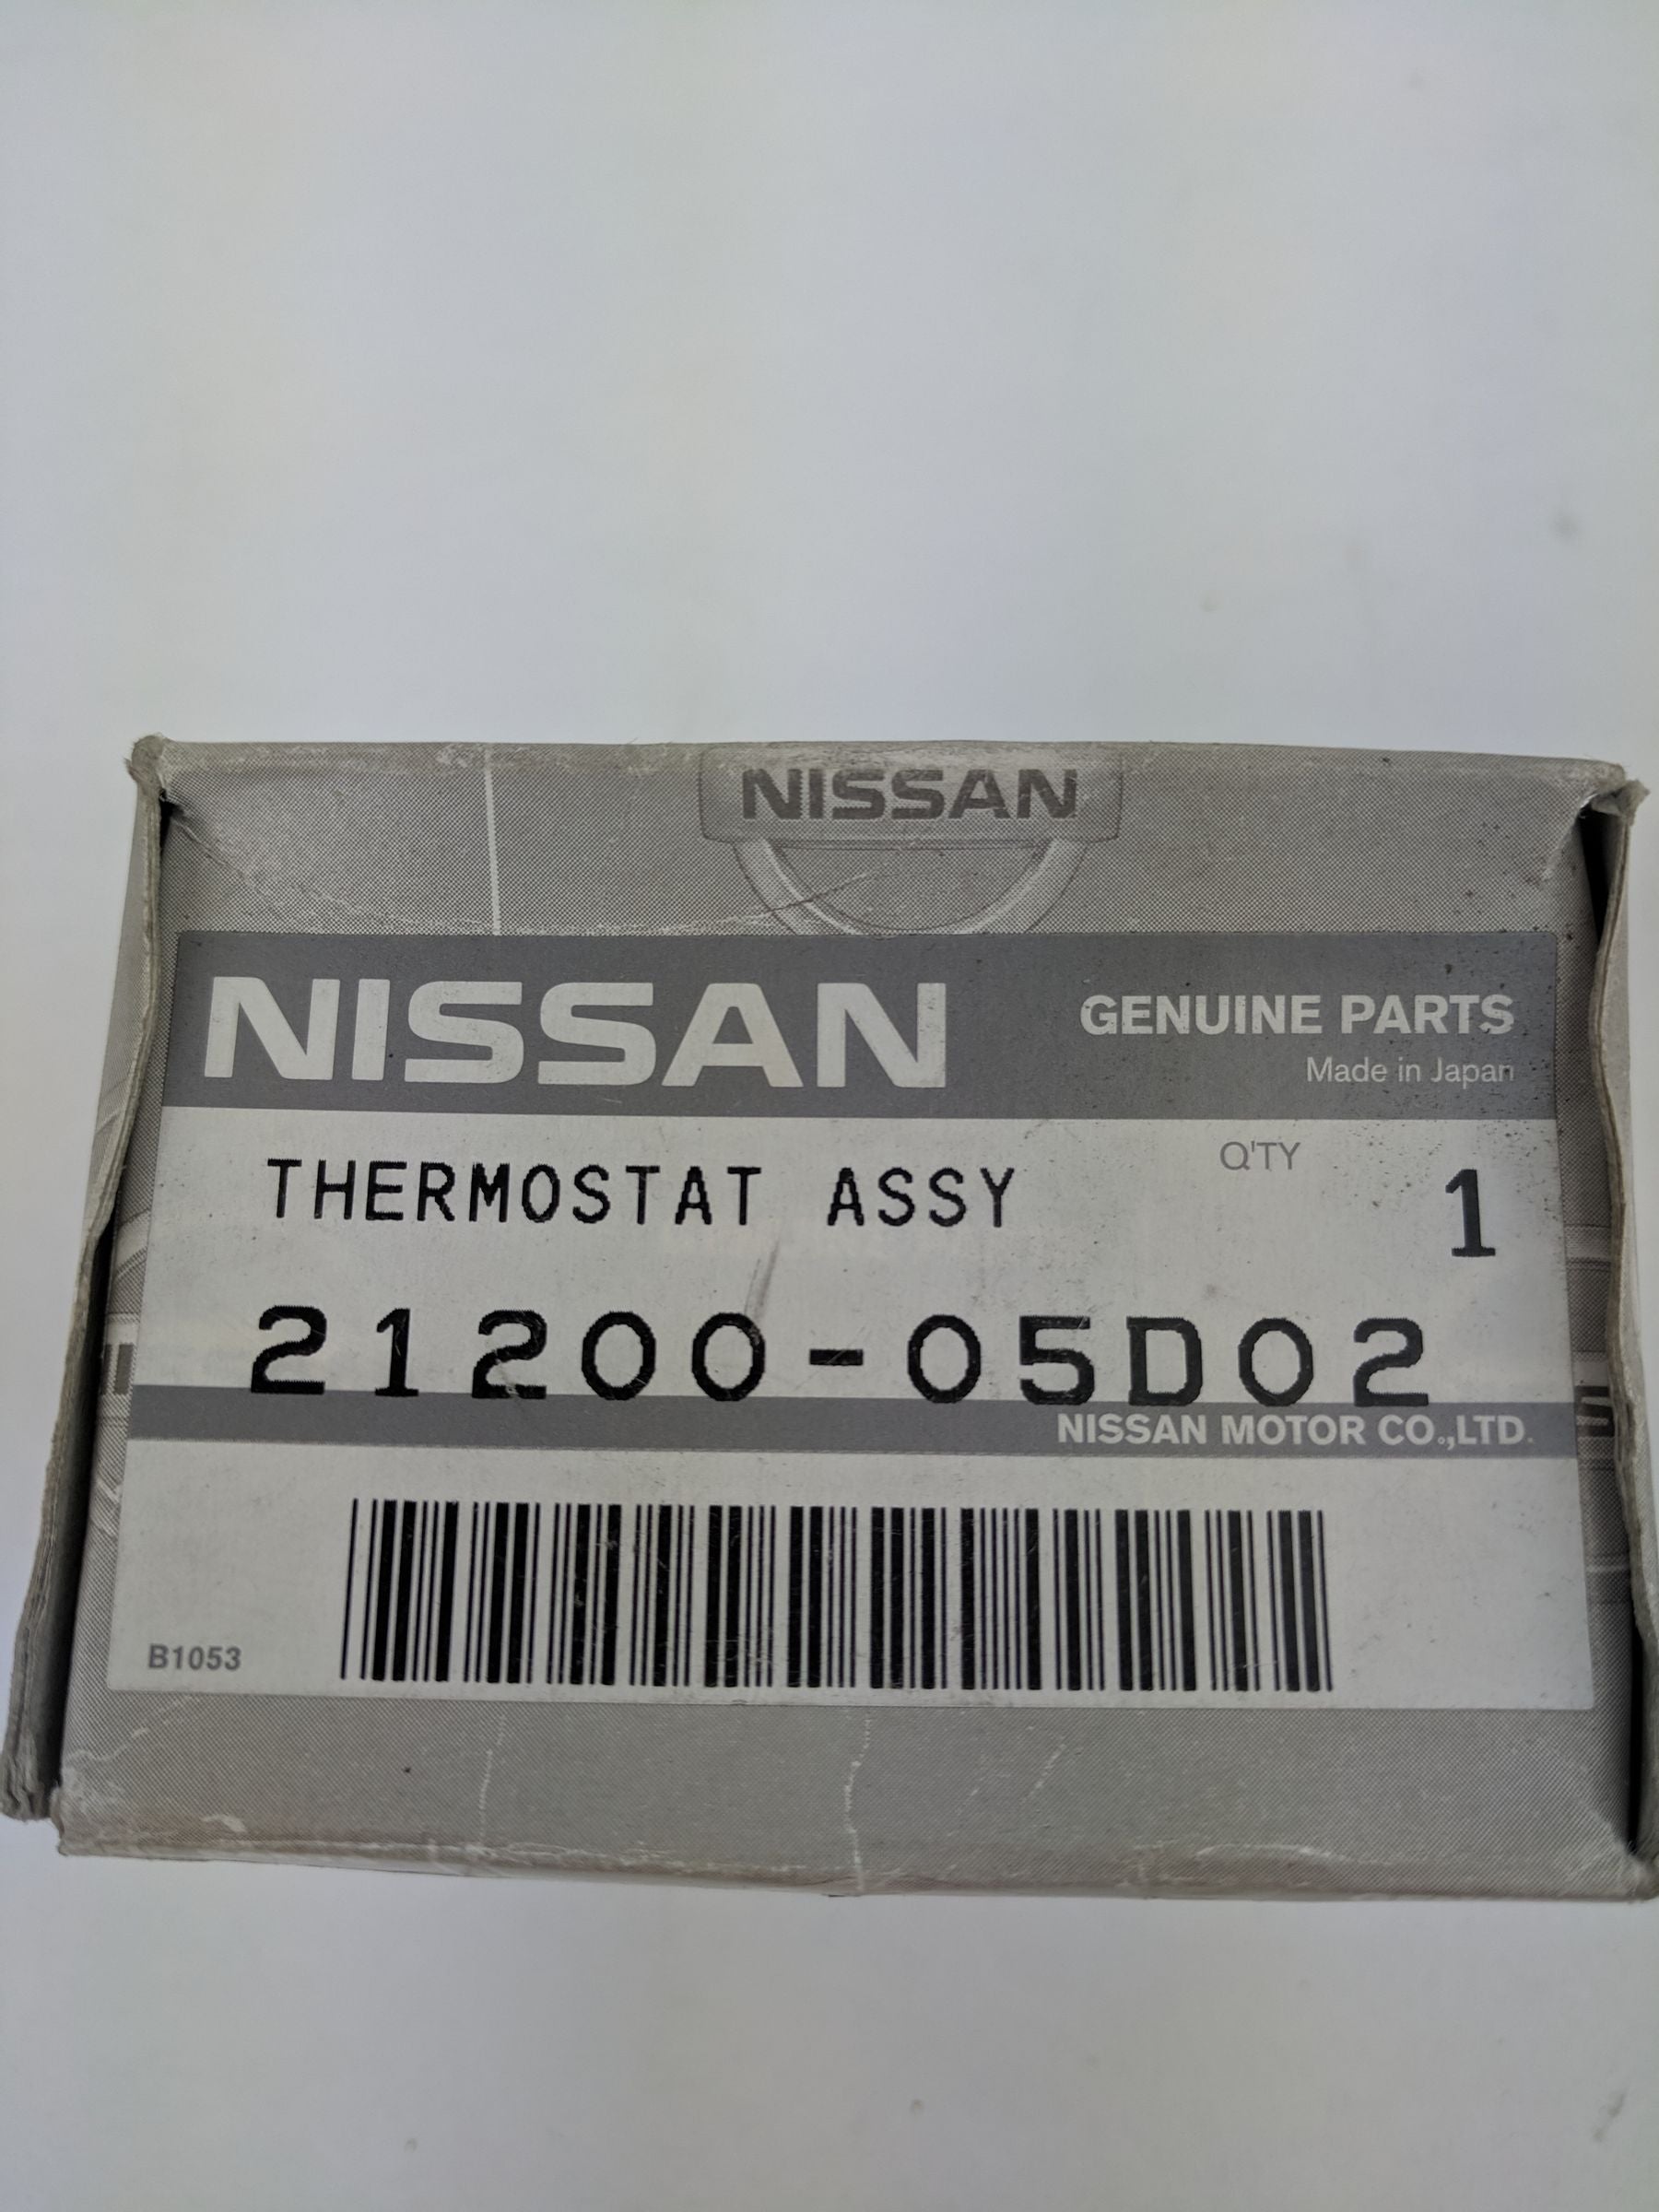 NISSAN
NISSAN
GENUINE PARTS
Made in Japan
THERMOSTAT ASSY
Q'TY
1
21200-05D02
NISSAN MOTOR CO.,LTD.
B1053